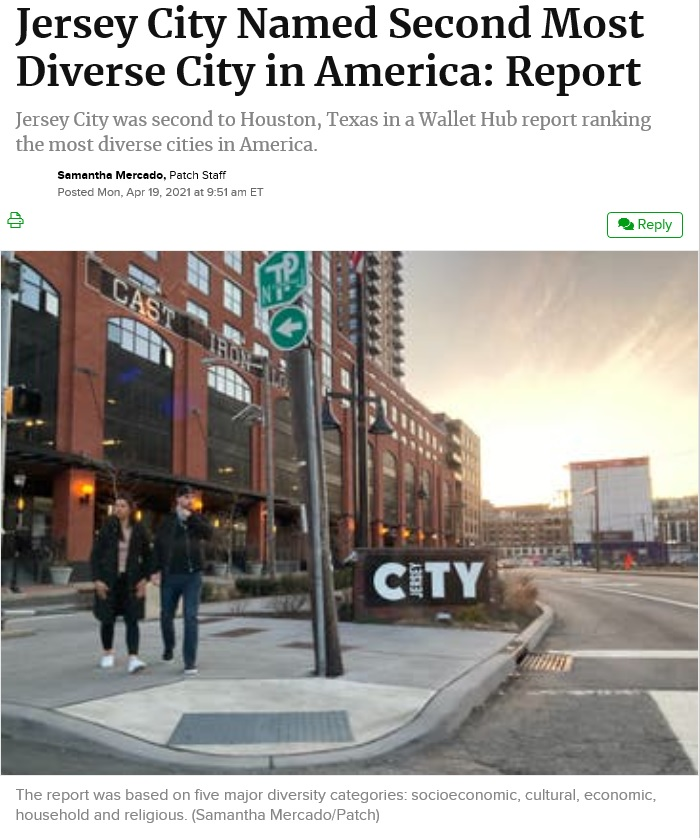 Jersey City Named Second Most
Diverse City in America: Report
Jersey City was second to Houston, Texas in a Wallet Hub report ranking
the most diverse cities in America.
Samantha Mercado, Patch Staff
Posted Mon, Apr 19, 2021 at 9:51 am ET
Reply
TP
N J
CAST IRON LO
CITY
JERSEY
The report was based on five major diversity categories: socioeconomic, cultural, economic,
household and religious. (Samantha Mercado/Patch)